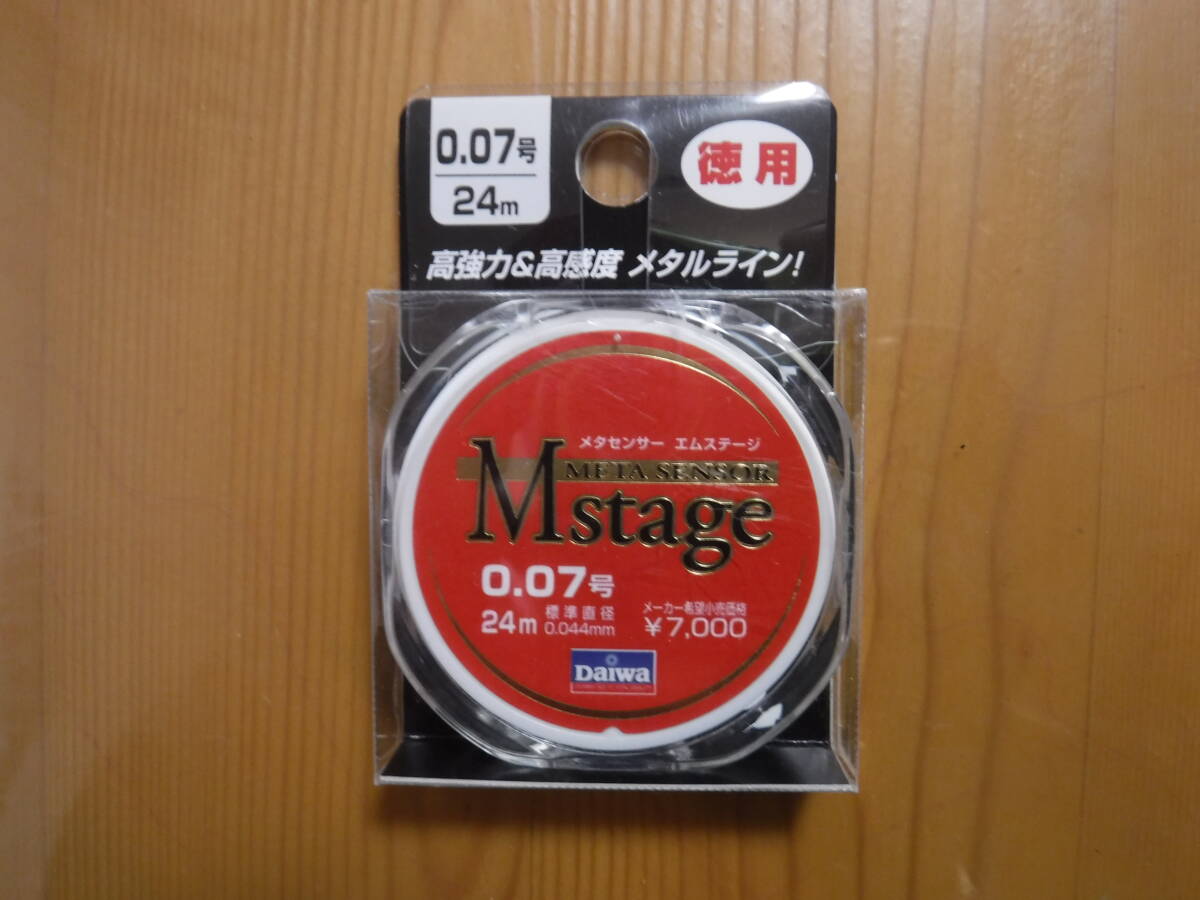 0.07号
24m
徳用
高強力&高感度 メタルライン!
メタセンサー エムステージ
META SENSOR
Mstage
0.07号
24m 標準直径 0.044mm
メーカー希望小売価格
¥7,000
Daiwa